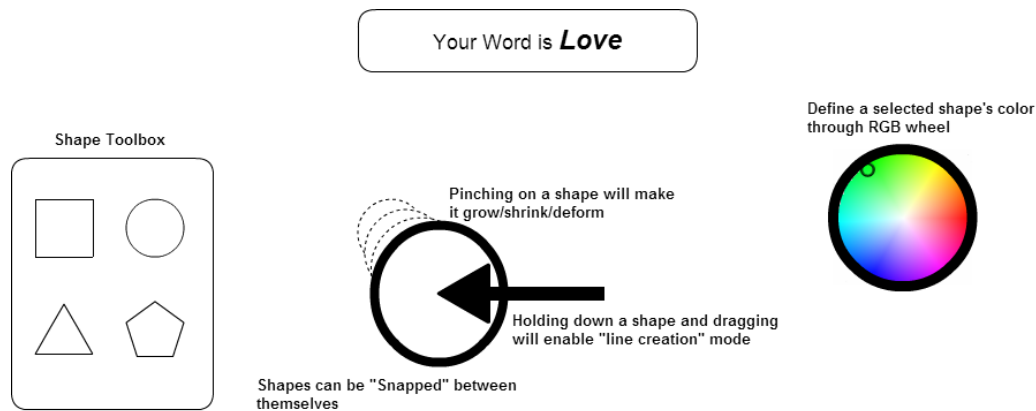 Your Word is Love
Define a selected shape's color
through RGB wheel
Shape Toolbox
Pinching on a shape will make
it grow/shrink/deform
Holding down a shape and dragging
will enable "line creation" mode
Shapes can be "Snapped" between
themselves